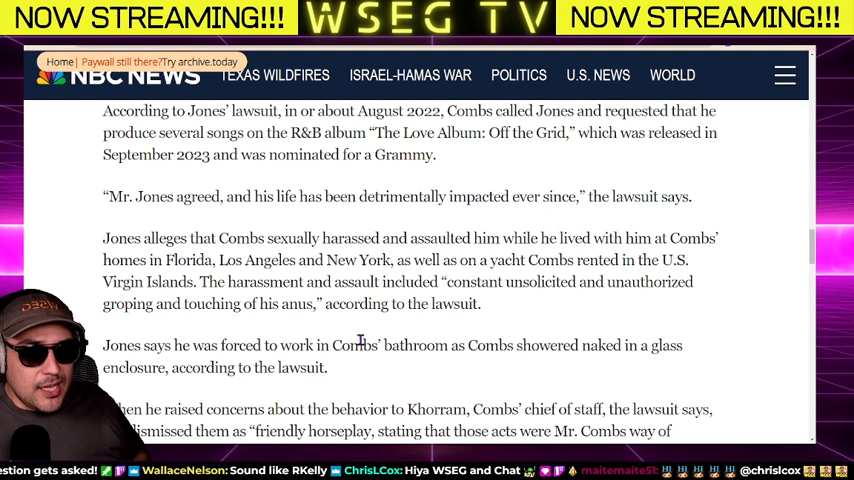 NOW STREAMING!!! WSEG TV NOW STREAMING!!!
Home| Paywall still there?Try archive.today
NBC NEWS TEXAS WILDFIRES ISRAEL-HAMAS WAR POLITICS U.S. NEWS WORLD
According to Jones’ lawsuit, in or about August 2022, Combs called Jones and requested that he
produce several songs on the R&B album “The Love Album: Off the Grid,” which was released in
September 2023 and was nominated for a Grammy.
“Mr. Jones agreed, and his life has been detrimentally impacted ever since,” the lawsuit says.
Jones alleges that Combs sexually harassed and assaulted him while he lived with him at Combs’
homes in Florida, Los Angeles and New York, as well as on a yacht Combs rented in the U.S.
Virgin Islands. The harassment and assault included “constant unsolicited and unauthorized
groping and touching of his anus,” according to the lawsuit.
Jones says he was forced to work in Combs’ bathroom as Combs showered naked in a glass
enclosure, according to the lawsuit.
hen he raised concerns about the behavior to Khorram, Combs’ chief of staff, the lawsuit says,
dismissed them as “friendly horseplay, stating that those acts were Mr. Combs way of
estion gets asked! WallaceNelson: Sound like RKelly ChrisLCox: Hiya WSEG and Chat maitemaite51: @chrislcox